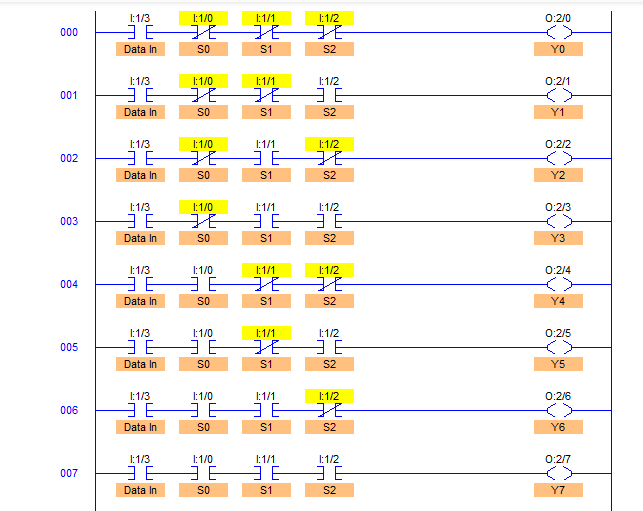 I:1/3 I:1/0 I:1/1 I:1/2 O:2/0
000
Data In S0 S1 S2 Y0
I:1/3 I:1/0 I:1/1 I:1/2 O:2/1
001
Data In S0 S1 S2 Y1
I:1/3 I:1/0 I:1/1 I:1/2 O:2/2
002
Data In S0 S1 S2 Y2
I:1/3 I:1/0 I:1/1 I:1/2 O:2/3
003
Data In S0 S1 S2 Y3
I:1/3 I:1/0 I:1/1 I:1/2 O:2/4
004
Data In S0 S1 S2 Y4
I:1/3 I:1/0 I:1/1 I:1/2 O:2/5
005
Data In S0 S1 S2 Y5
I:1/3 I:1/0 I:1/1 I:1/2 O:2/6
006
Data In S0 S1 S2 Y6
I:1/3 I:1/0 I:1/1 I:1/2 O:2/7
007
Data In S0 S1 S2 Y7